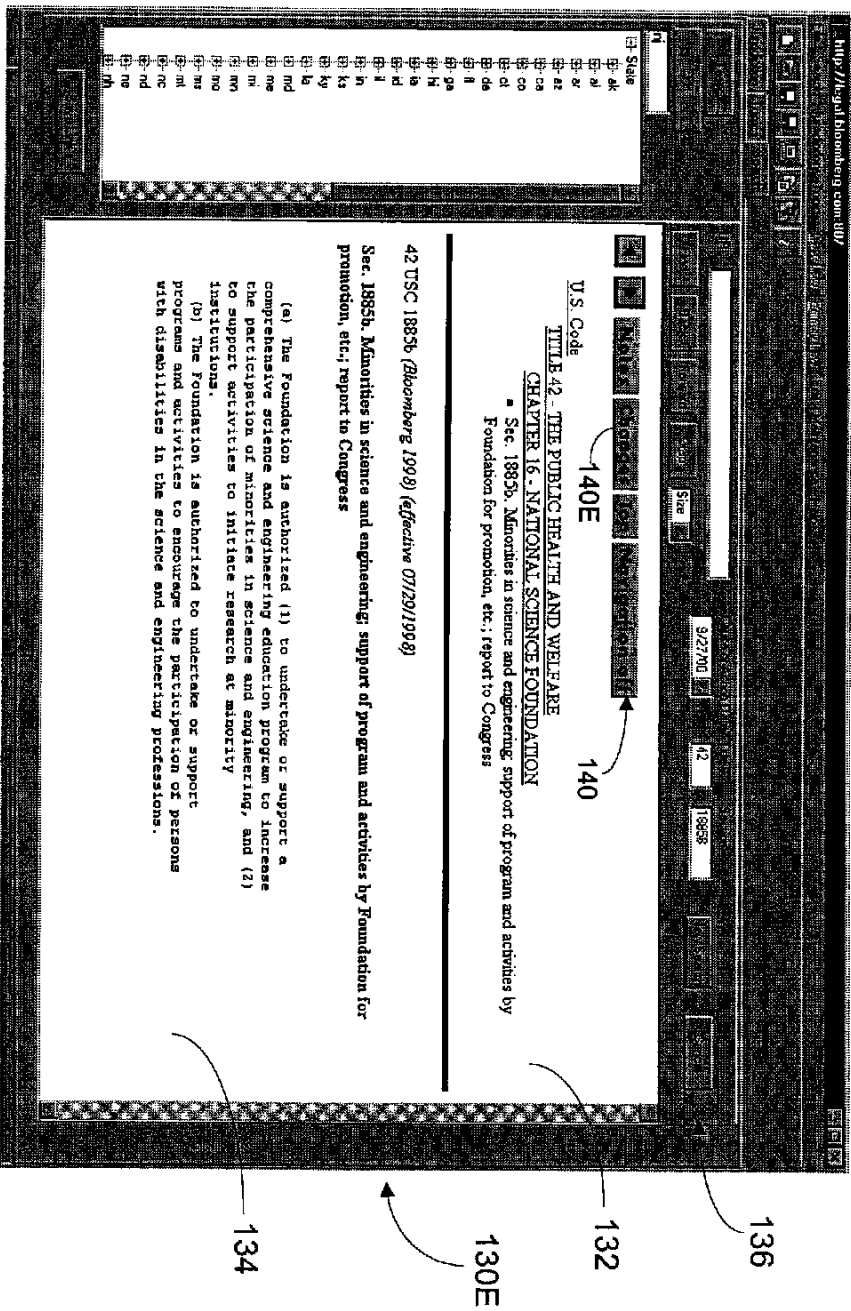 http://legal.bloomberg.com:80/
Size
9/27/00
42
1885B
nj
State
ak
al
ar
az
ca
co
ct
de
fl
ga
hi
ia
id
il
in
ks
ky
la
md
me
mi
mn
mo
ms
mt
nc
nd
ne
nh
Notes Changes Top Navigation off
U.S. Code
TITLE 42 - THE PUBLIC HEALTH AND WELFARE
CHAPTER 16 - NATIONAL SCIENCE FOUNDATION
Sec. 1885b. Minorities in science and engineering; support of program and activities by
Foundation for promotion, etc.; report to Congress
42 USC 1885b (Bloomberg 1998) (effective 07/29/1998)
Sec. 1885b. Minorities in science and engineering; support of program and activities by Foundation for
promotion, etc.; report to Congress
(a) The Foundation is authorized (1) to undertake or support a
comprehensive science and engineering education program to increase
the participation of minorities in science and engineering, and (2)
to support activities to initiate research at minority
institutions.
(b) The Foundation is authorized to undertake or support
programs and activities to encourage the participation of persons
with disabilities in the science and engineering professions.
140E
140
136
132
130E
134